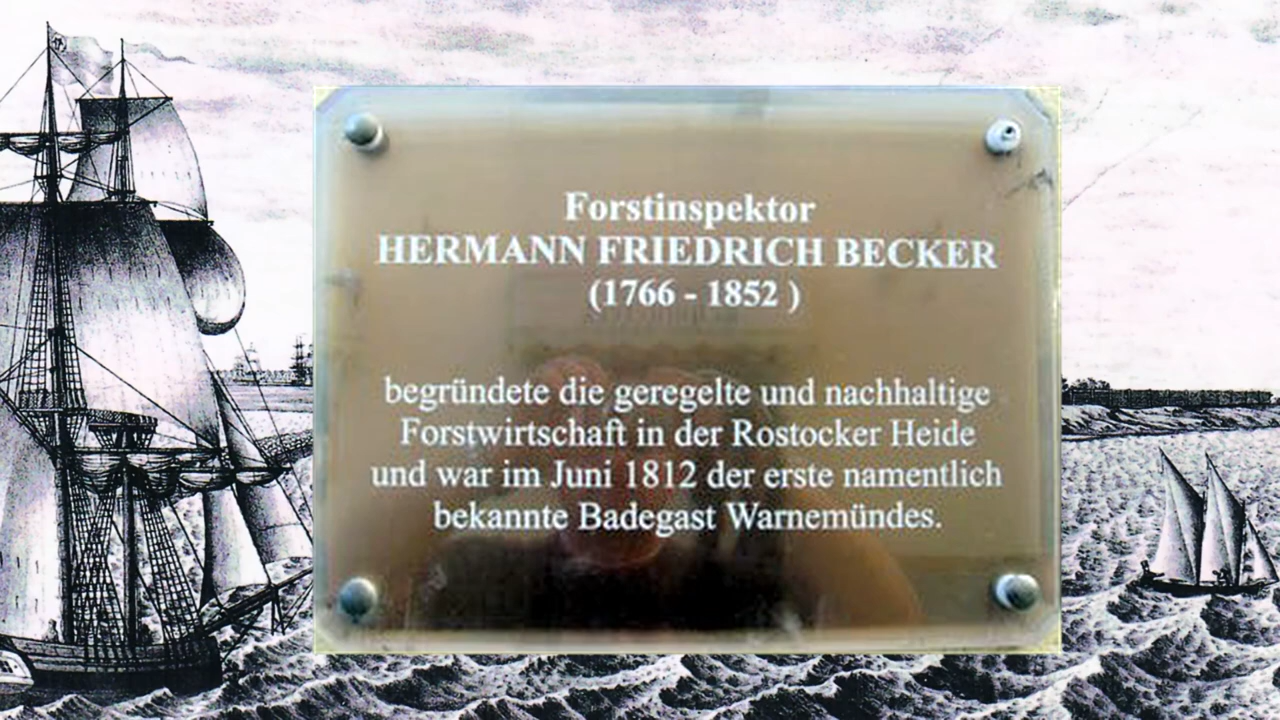 Forstinspektor
HERMANN FRIEDRICH BECKER
(1766 - 1852 )
begründete die geregelte und nachhaltige
Forstwirtschaft in der Rostocker Heide
und war im Juni 1812 der erste namentlich
bekannte Badegast Warnemündes.